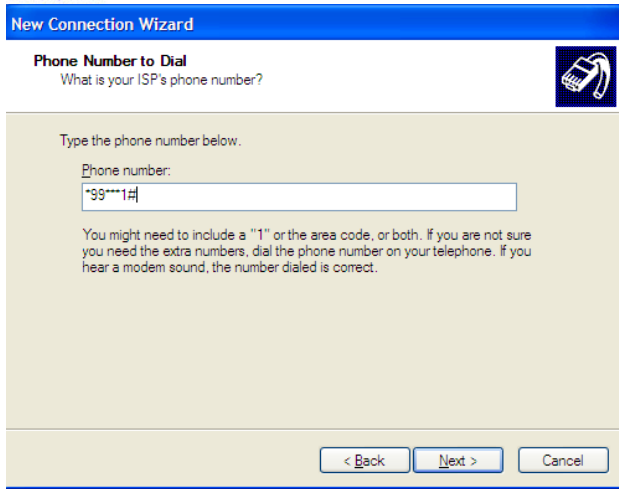 New Connection Wizard
Phone Number to Dial
What is your ISP's phone number?
Type the phone number below.
Phone number:
*99***1#
You might need to include a "1" or the area code, or both. If you are not sure
you need the extra numbers, dial the phone number on your telephone. If you
hear a modem sound, the number dialed is correct.
< Back Next > Cancel